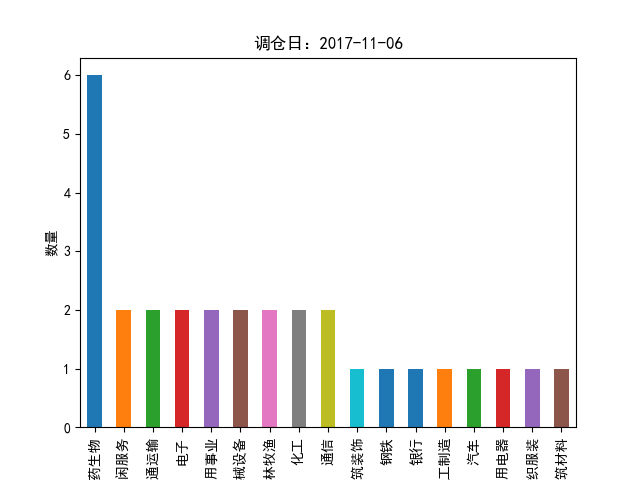 调仓日：2017-11-06
数量
6
5
4
3
2
1
0
药生物
闲服务
通运输
电子
用事业
械设备
林牧渔
化工
通信
筑装饰
钢铁
银行
工制造
汽车
用电器
织服装
筑材料